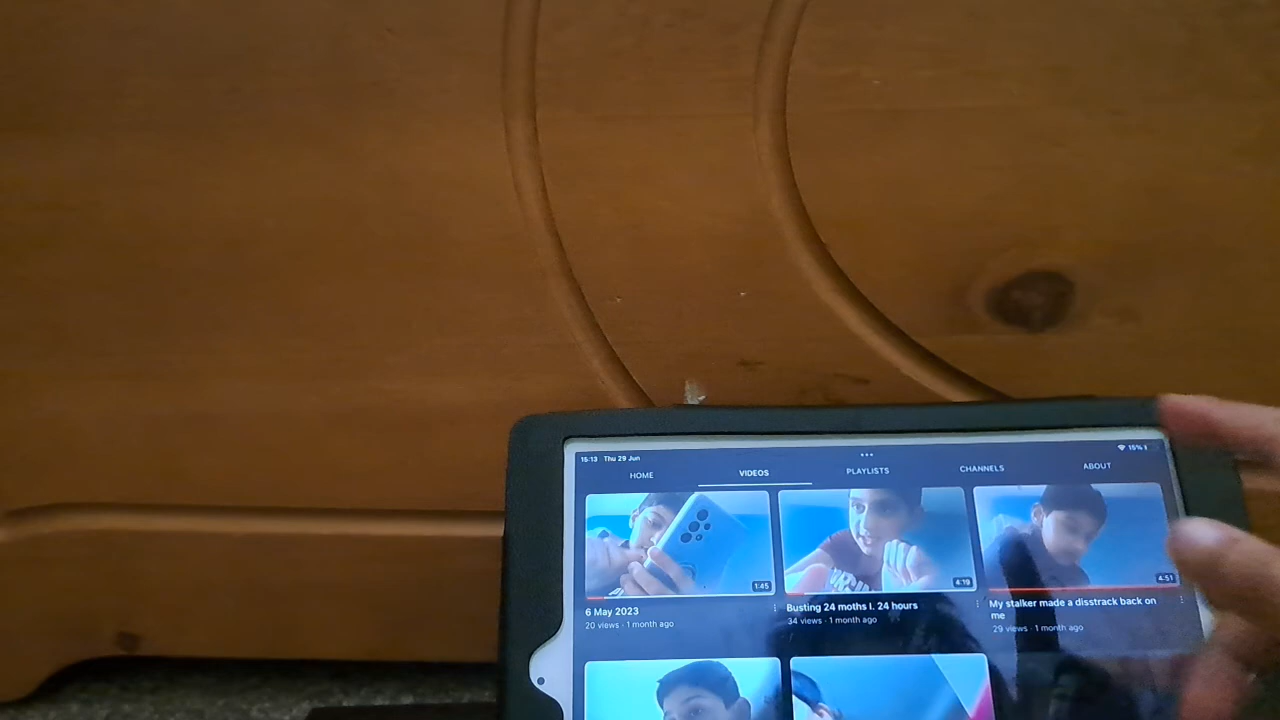 15:13 Thu 29 Jun
15%
HOME VIDEOS PLAYLISTS CHANNELS ABOUT
1:45
4:19
4:51
6 May 2023
20 views · 1 month ago
Busting 24 moths I. 24 hours
34 views · 1 month ago
My stalker made a disstrack back on
me
29 views · 1 month ago